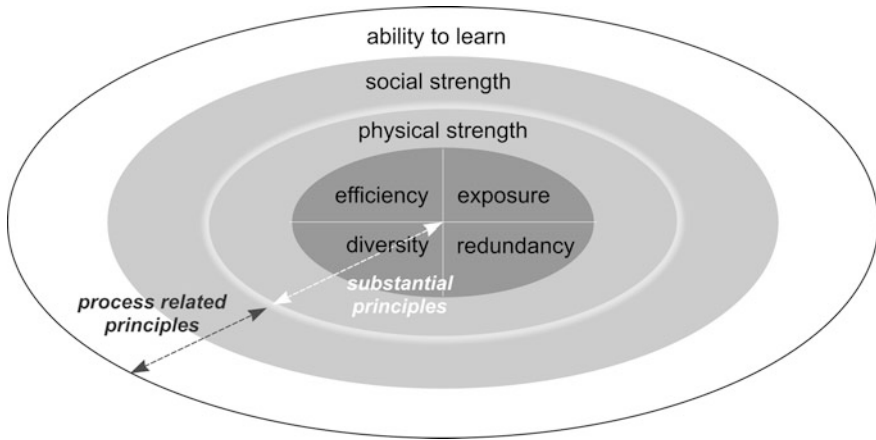 ability to learn
social strength
physical strength
efficiency
exposure
diversity
redundancy
substantial
principles
process related
principles